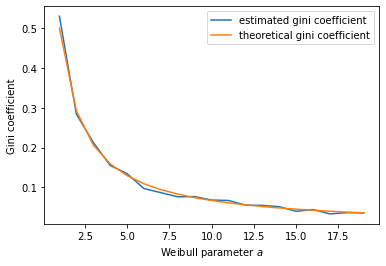 estimated gini coefficient
theoretical gini coefficient
Gini coefficient
0.5
0.4
0.3
0.2
0.1
2.5 5.0 7.5 10.0 12.5 15.0 17.5
Weibull parameter a